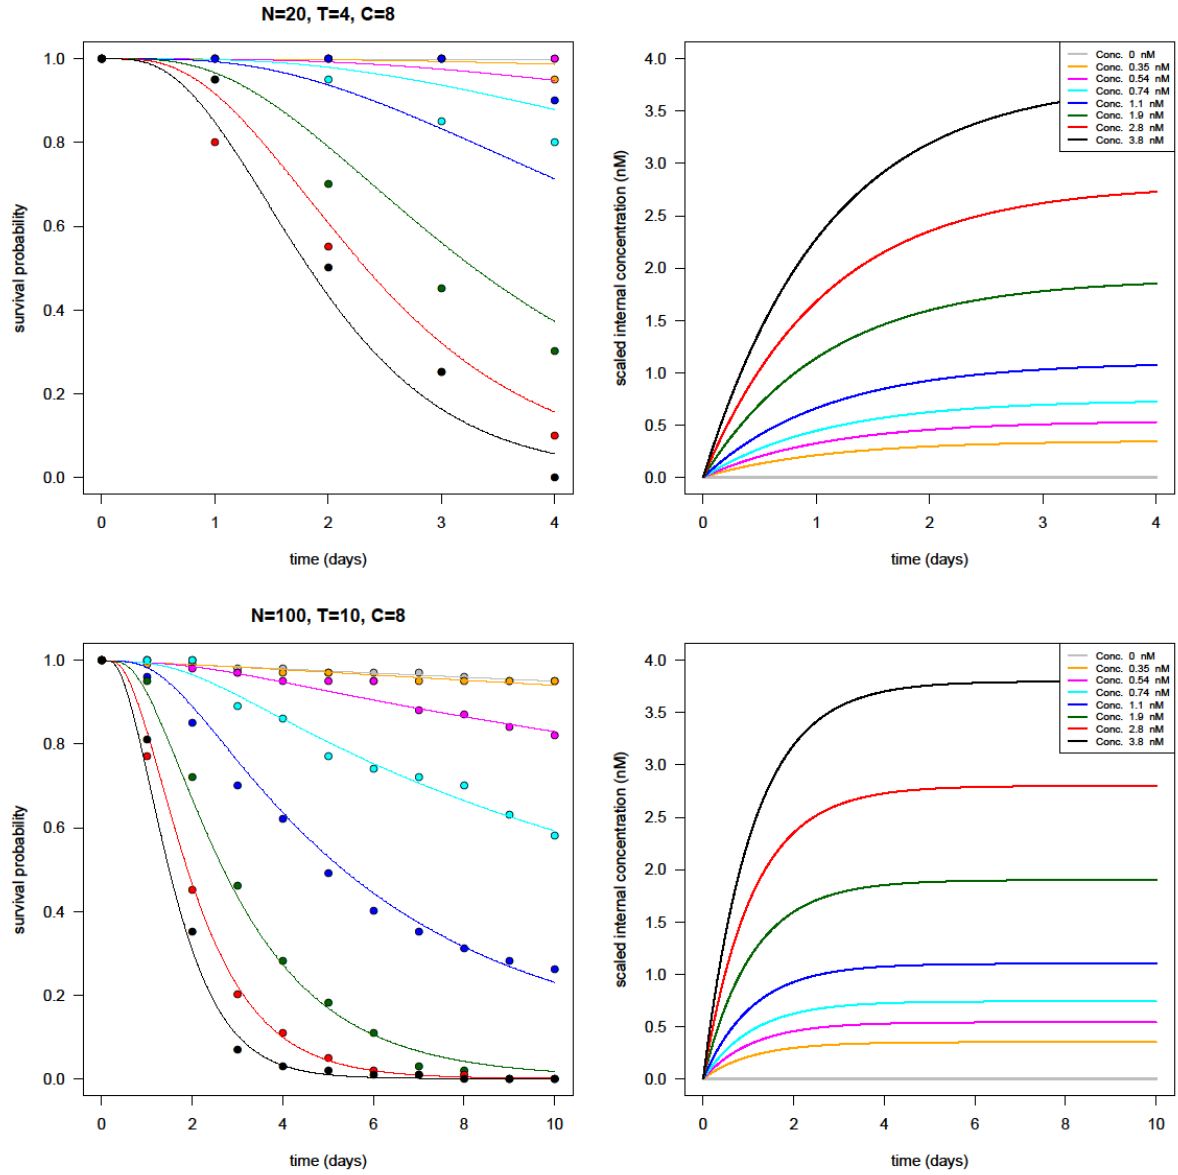 N=20, T=4, C=8
survival probability
1.0
0.8
0.6
0.4
0.2
0.0
0 1 2 3 4
time (days)
scaled internal concentration (nM)
4.0
3.5
3.0
2.5
2.0
1.5
1.0
0.5
0.0
0 1 2 3 4
time (days)
Conc. 0 nM
Conc. 0.35 nM
Conc. 0.54 nM
Conc. 0.74 nM
Conc. 1.1 nM
Conc. 1.9 nM
Conc. 2.8 nM
Conc. 3.8 nM
N=100, T=10, C=8
survival probability
1.0
0.8
0.6
0.4
0.2
0.0
0 2 4 6 8 10
time (days)
scaled internal concentration (nM)
4.0
3.5
3.0
2.5
2.0
1.5
1.0
0.5
0.0
0 2 4 6 8 10
time (days)
Conc. 0 nM
Conc. 0.35 nM
Conc. 0.54 nM
Conc. 0.74 nM
Conc. 1.1 nM
Conc. 1.9 nM
Conc. 2.8 nM
Conc. 3.8 nM